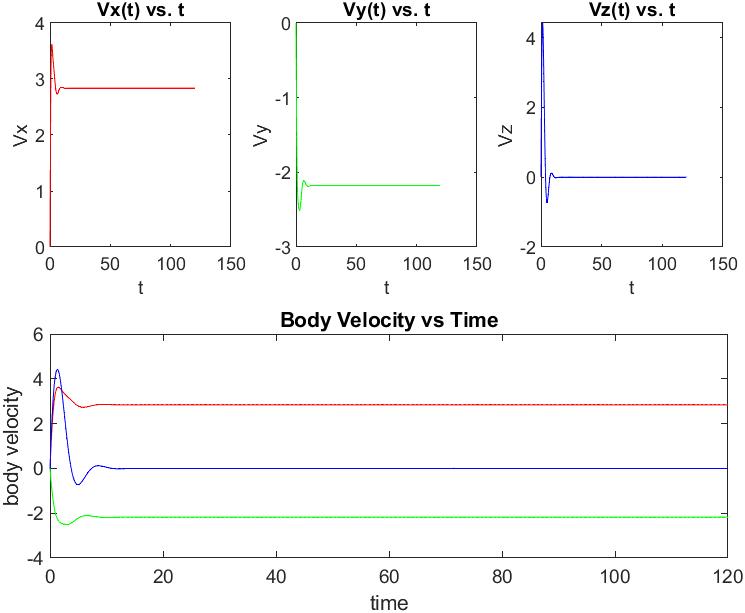 Vx(t) vs. t
Vy(t) vs. t
Vz(t) vs. t
4
3
2
1
0
Vx
0 50 100 150
t
0
-1
-2
-3
Vy
0 50 100 150
t
4
2
0
-2
Vz
0 50 100 150
t
Body Velocity vs Time
6
4
2
0
-2
-4
body velocity
0 20 40 60 80 100 120
time